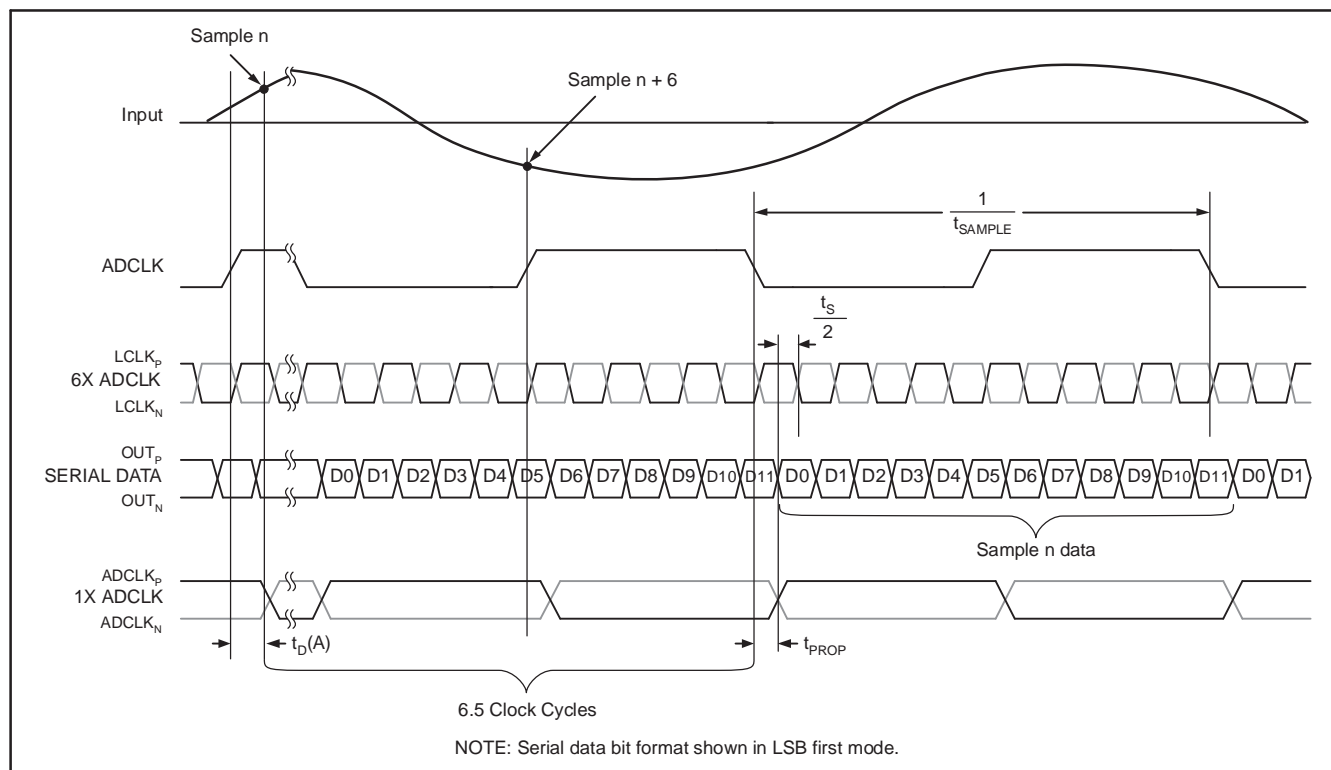 Sample n
Sample n + 6
Input
1
tSAMPLE
ADCLK
tS
2
LCLKP
6X ADCLK
LCLKN
OUTP
SERIAL DATA
OUTN
D0 D1 D2 D3 D4 D5 D6 D7 D8 D9 D10 D11 D0 D1 D2 D3 D4 D5 D6 D7 D8 D9 D10 D11 D0 D1
Sample n data
ADCLKP
1X ADCLK
ADCLKN
tD(A)
tPROP
6.5 Clock Cycles
NOTE: Serial data bit format shown in LSB first mode.